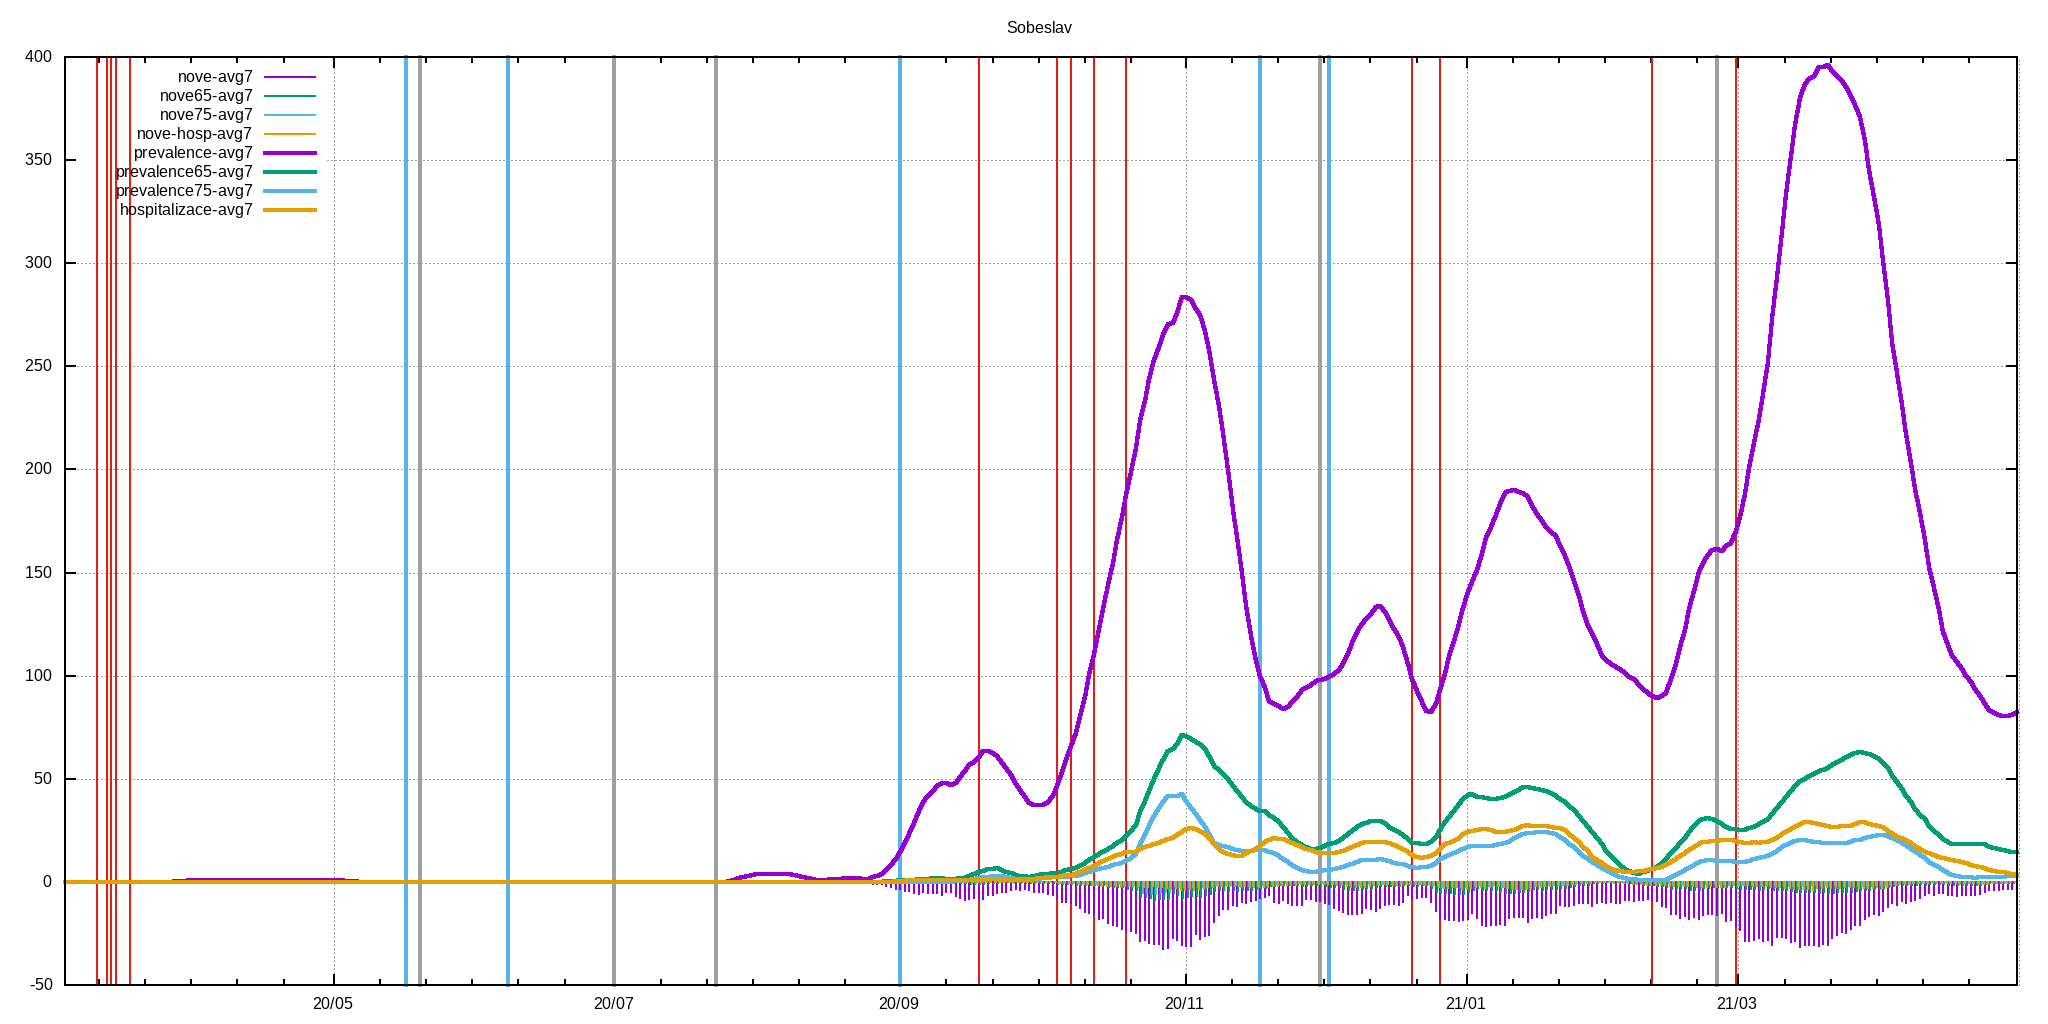 Sobeslav
400
350
300
250
200
150
100
50
0
-50
nove-avg7
nove65-avg7
nove75-avg7
nove-hosp-avg7
prevalence-avg7
prevalence65-avg7
prevalence75-avg7
hospitalizace-avg7
20/05 20/07 20/09 20/11 21/01 21/03